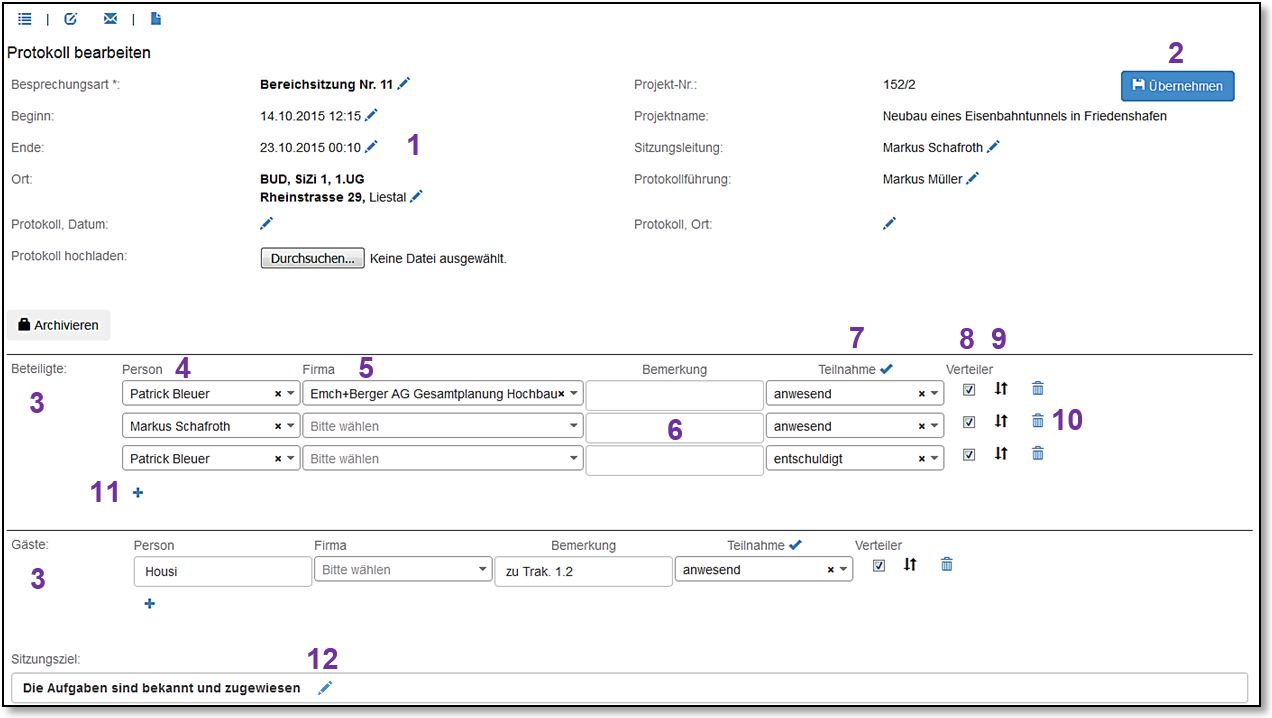 | |
Protokoll bearbeiten
2
Besprechungsart *: Bereichsitzung Nr. 11 Projekt-Nr.: 152/2 Übernehmen
Beginn: 14.10.2015 12:15 Projektname: Neubau eines Eisenbahntunnels in Friedenshafen
Ende: 23.10.2015 00:10 1 Sitzungsleitung: Markus Schafroth
Ort: BUD, SiZi 1, 1.UG Protokollführung: Markus Müller
Rheinstrasse 29, Liestal
Protokoll, Datum: Protokoll, Ort:
Protokoll hochladen: Durchsuchen... Keine Datei ausgewählt.
Archivieren
7 8 9
Beteiligte: Person 4 Firma 5 Bemerkung Teilnahme Verteiler
3 Patrick Bleuer × Emch+Berger AG Gesamtplanung Hochbau× anwesend ×
Markus Schafroth × Bitte wählen 6 anwesend × 10
Patrick Bleuer × Bitte wählen entschuldigt ×
11 +
Gäste: Person Firma Bemerkung Teilnahme Verteiler
3 Housi Bitte wählen zu Trak. 1.2 anwesend ×
+
Sitzungsziel: 12
Die Aufgaben sind bekannt und zugewiesen